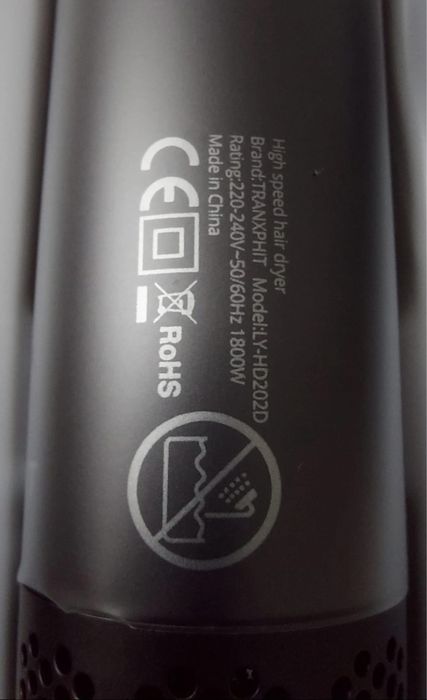 High speed hair dryer
Brand:TRANXPHIT Model:LY-HD202D
Rating:220-240V~50/60Hz 1800W
Made in China
CE RoHS